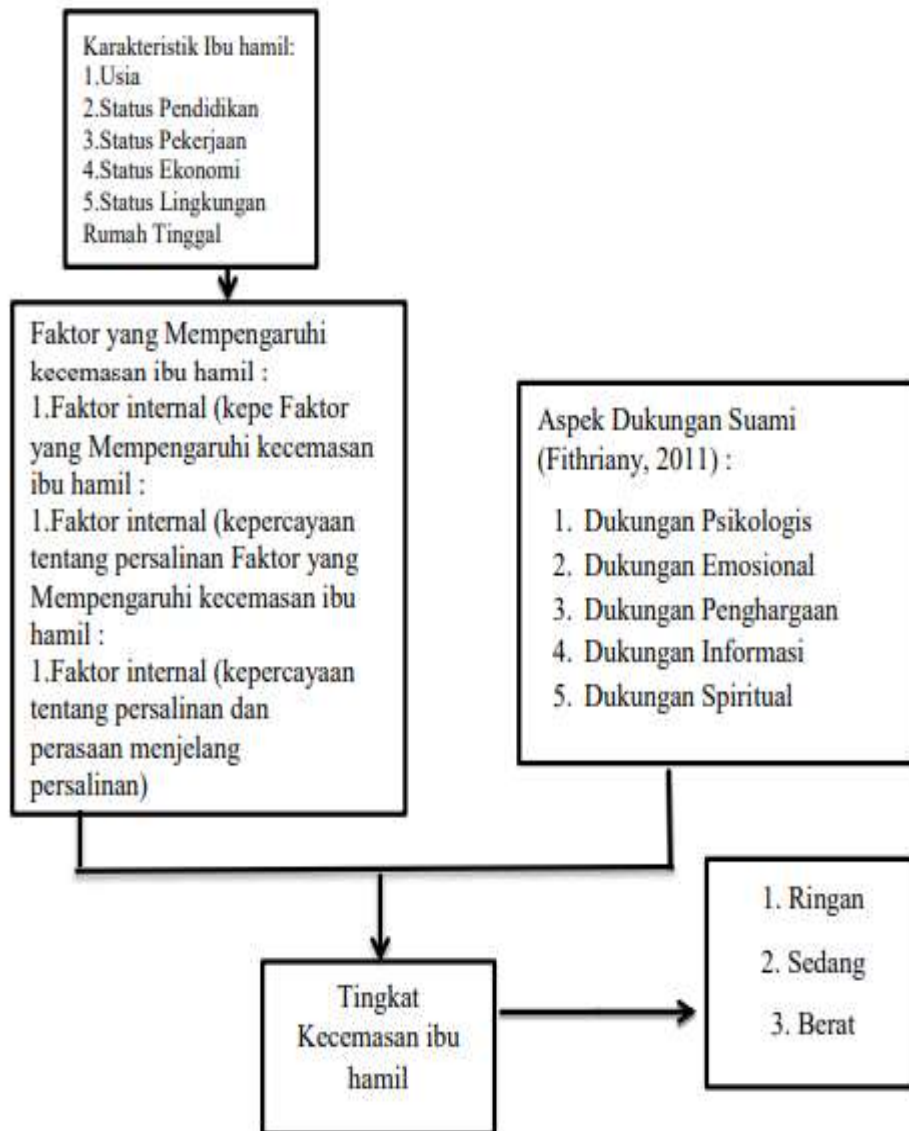 Karakteristik Ibu hamil:
1.Usia
2.Status Pendidikan
3.Status Pekerjaan
4.Status Ekonomi
5.Status Lingkungan
Rumah Tinggal
Faktor yang Mempengaruhi
kecemasan ibu hamil :
1.Faktor internal (kepe Faktor
yang Mempengaruhi kecemasan
ibu hamil :
1.Faktor internal (kepercayaan
tentang persalinan Faktor yang
Mempengaruhi kecemasan ibu
hamil :
1.Faktor internal (kepercayaan
tentang persalinan dan
perasaan menjelang
persalinan)
Aspek Dukungan Suami
(Fithriany, 2011) :
1. Dukungan Psikologis
2. Dukungan Emosional
3. Dukungan Penghargaan
4. Dukungan Informasi
5. Dukungan Spiritual
Tingkat
Kecemasan ibu
hamil
1. Ringan
2. Sedang
3. Berat